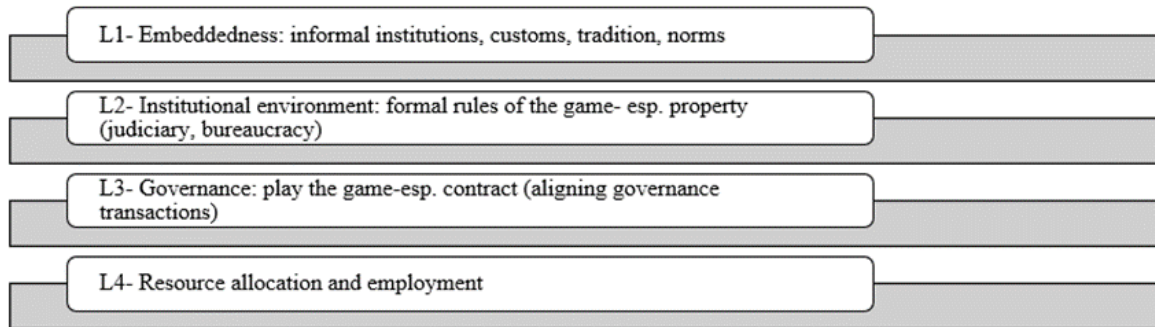 L1- Embeddedness: informal institutions, customs, tradition, norms
L2- Institutional environment: formal rules of the game- esp. property
(judiciary, bureaucracy)
L3- Governance: play the game-esp. contract (aligning governance
transactions)
L4- Resource allocation and employment